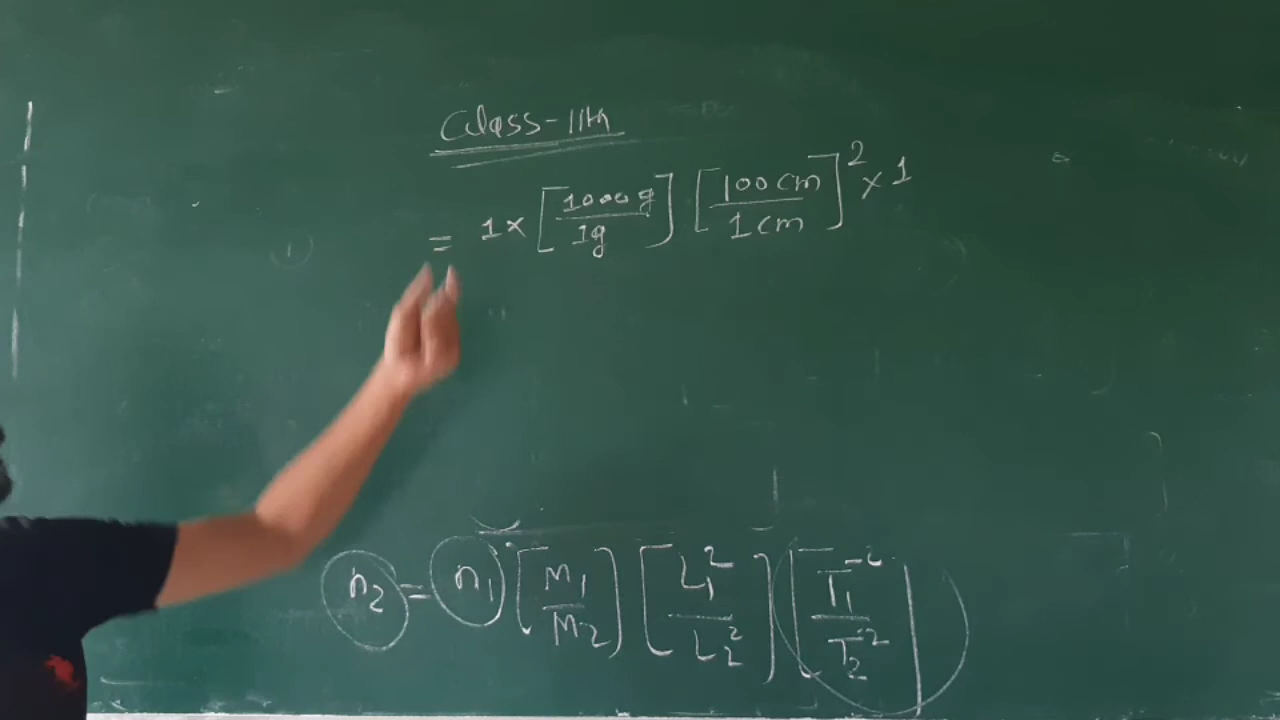 Class-11th
= 1 × [1000 g / 1g] [100 cm / 1 cm]² × 1
n₂ = n₁ [M₁ / M₂] [L₁² / L₂²] [T₁⁻² / T₂⁻²]